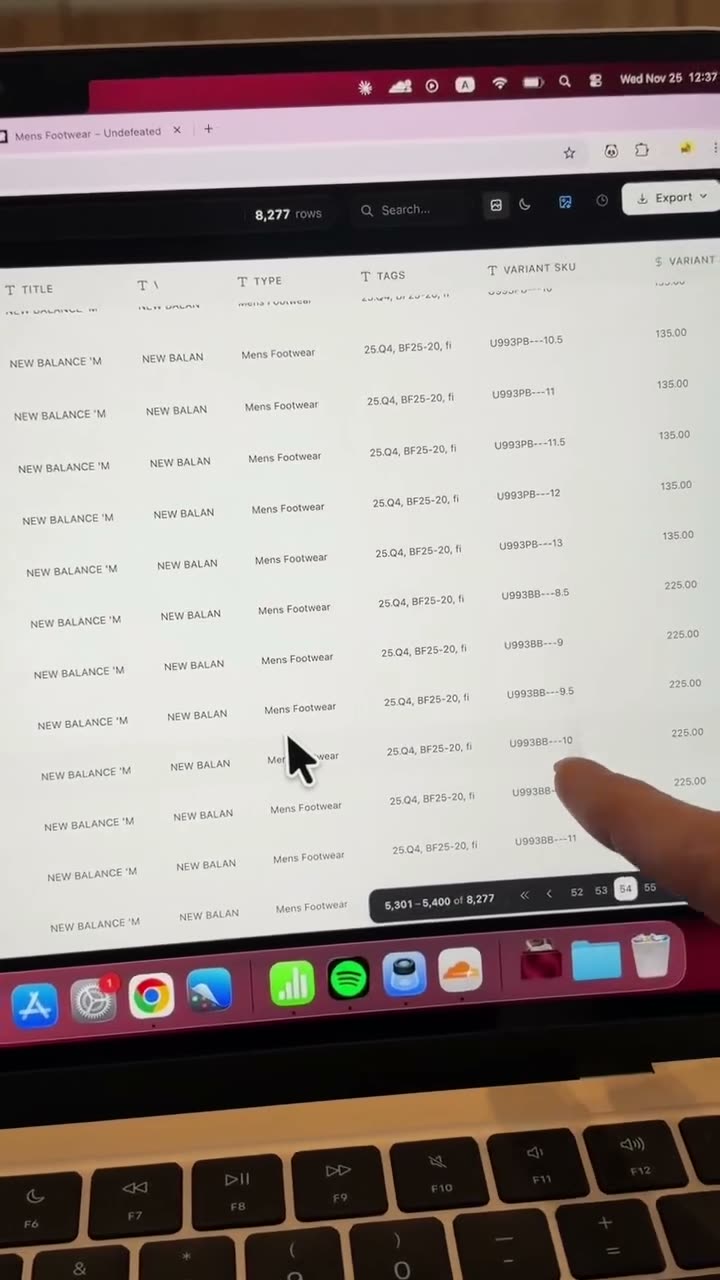 A
Wed Nov 25 12:37
Mens Footwear – Undefeated × +
8,277 rows
Search...
Export
T TITLE T \ T TYPE T TAGS T VARIANT SKU $ VARIANT
NEW BALANCE 'M NEW BALAN Mens Footwear 25.Q4, BF25-20, fi U993PB---10.5 135.00
NEW BALANCE 'M NEW BALAN Mens Footwear 25.Q4, BF25-20, fi U993PB---11 135.00
NEW BALANCE 'M NEW BALAN Mens Footwear 25.Q4, BF25-20, fi U993PB---11.5 135.00
NEW BALANCE 'M NEW BALAN Mens Footwear 25.Q4, BF25-20, fi U993PB---12 135.00
NEW BALANCE 'M NEW BALAN Mens Footwear 25.Q4, BF25-20, fi U993PB---13 135.00
NEW BALANCE 'M NEW BALAN Mens Footwear 25.Q4, BF25-20, fi U993BB---8.5 225.00
NEW BALANCE 'M NEW BALAN Mens Footwear 25.Q4, BF25-20, fi U993BB---9 225.00
NEW BALANCE 'M NEW BALAN Mens Footwear 25.Q4, BF25-20, fi U993BB---9.5 225.00
NEW BALANCE 'M NEW BALAN 25.Q4, BF25-20, fi U993BB---10 225.00
NEW BALANCE 'M NEW BALAN Mens Footwear 25.Q4, BF25-20, fi U993BB- 225.00
NEW BALANCE 'M NEW BALAN Mens Footwear 25.Q4, BF25-20, fi U993BB---11
NEW BALANCE 'M NEW BALAN Mens Footwear
5,301–5,400 of 8,277 « ‹ 52 53 54 55
1
F6 F7 F8 F9 F10 F11 F12
& * ( ) — +
9 0 – =